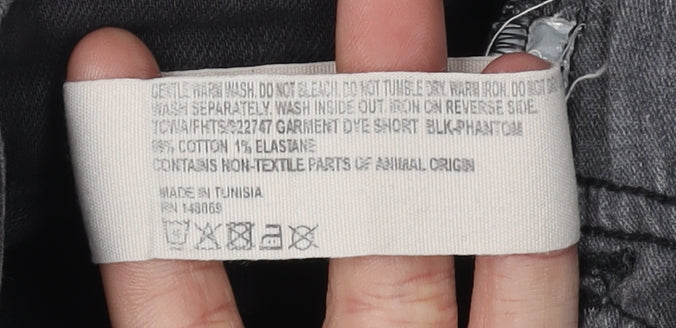 GENTLE WARM WASH. DO NOT BLEACH. DO NOT TUMBLE DRY. WARM IRON. DO NOT DRY
WASH SEPARATELY. WASH INSIDE OUT. IRON ON REVERSE SIDE.
GARMENT DYE SHORT BLK-PHANTOM
99% COTTON 1% ELASTANE
CONTAINS NON-TEXTILE PARTS OF ANIMAL ORIGIN
MADE IN TUNISIA
RN 148069